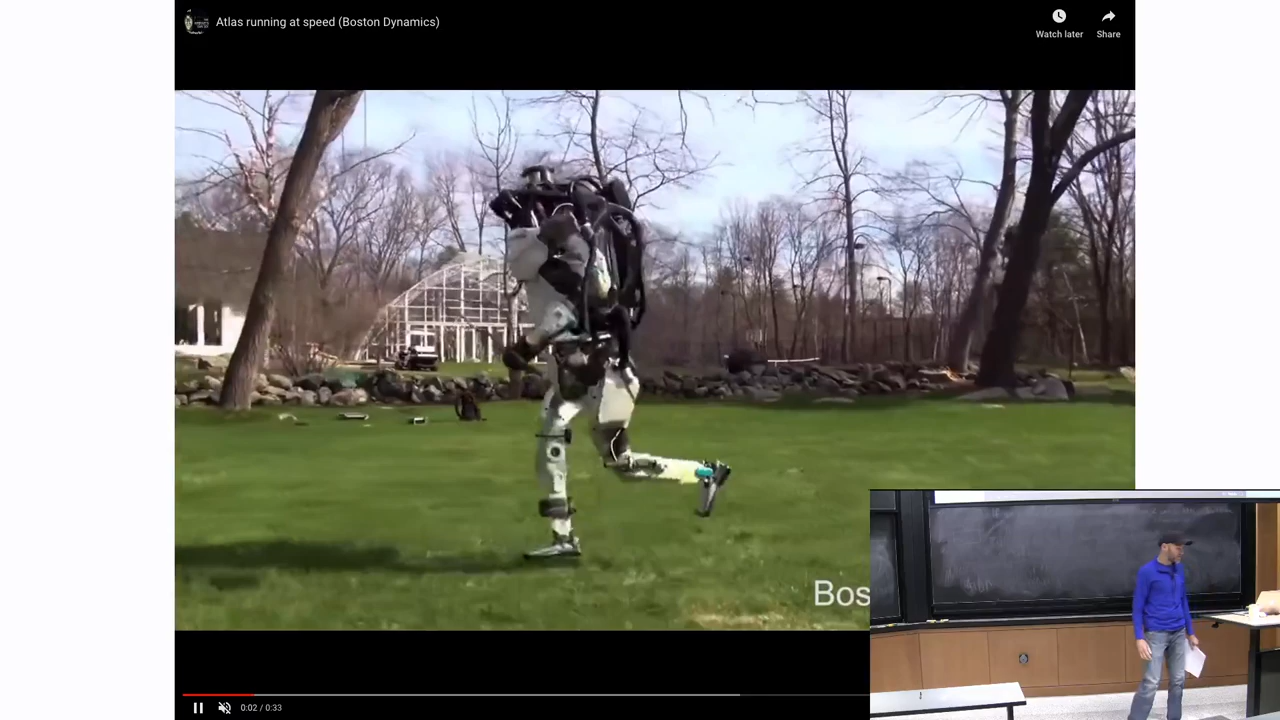 Atlas running at speed (Boston Dynamics)
Watch later
Share
Bos
0:02 / 0:33